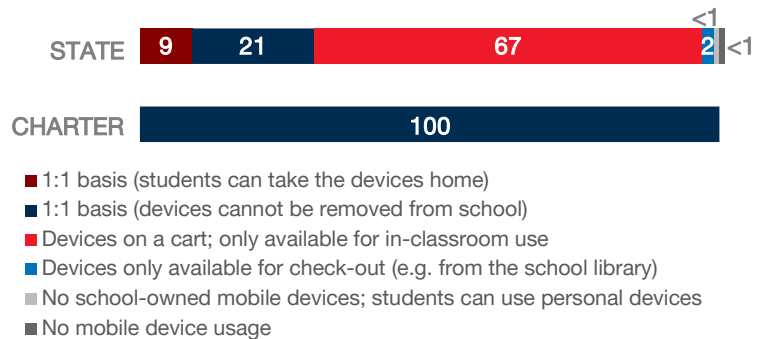 <1
STATE 9 21 67 2 <1
CHARTER 100
1:1 basis (students can take the devices home)
1:1 basis (devices cannot be removed from school)
Devices on a cart; only available for in-classroom use
Devices only available for check-out (e.g. from the school library)
No school-owned mobile devices; students can use personal devices
No mobile device usage